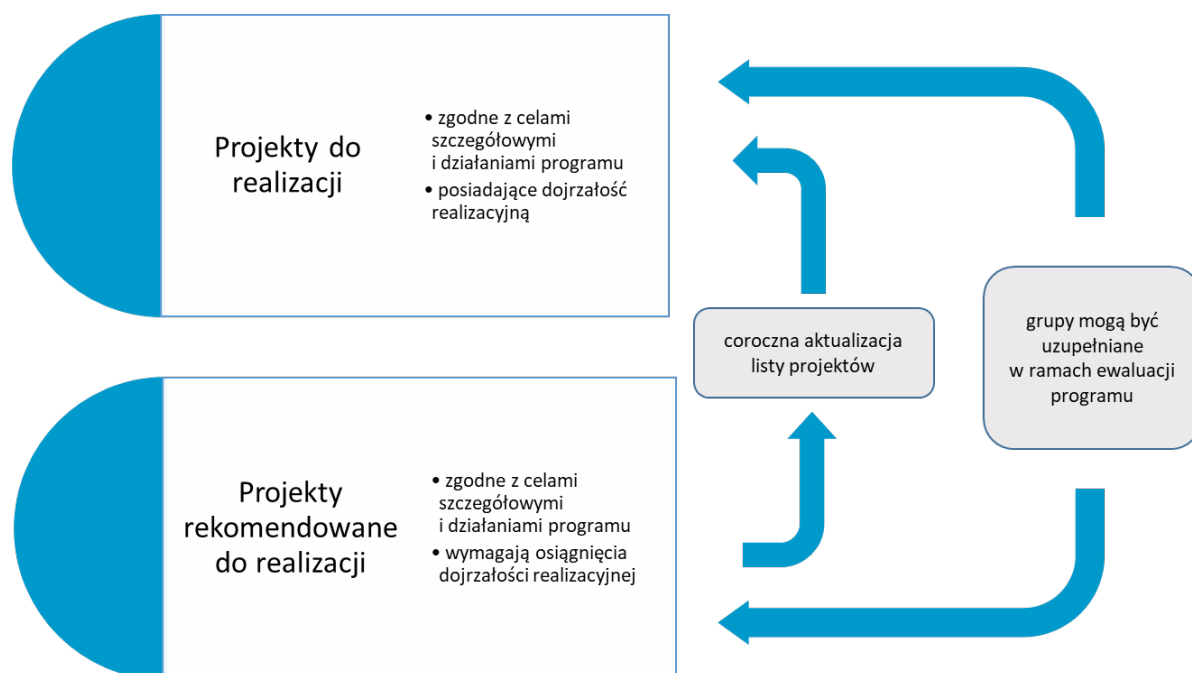 Projekty do
realizacji
• zgodne z celami
szczegółowymi
i działaniami programu
• posiadające dojrzałość
realizacyjną
coroczna aktualizacja
listy projektów
grupy mogą być
uzupełniane
w ramach ewaluacji
programu
Projekty
rekomendowane
do realizacji
• zgodne z celami
szczegółowymi
i działaniami programu
• wymagają osiągnięcia
dojrzałości realizacyjnej